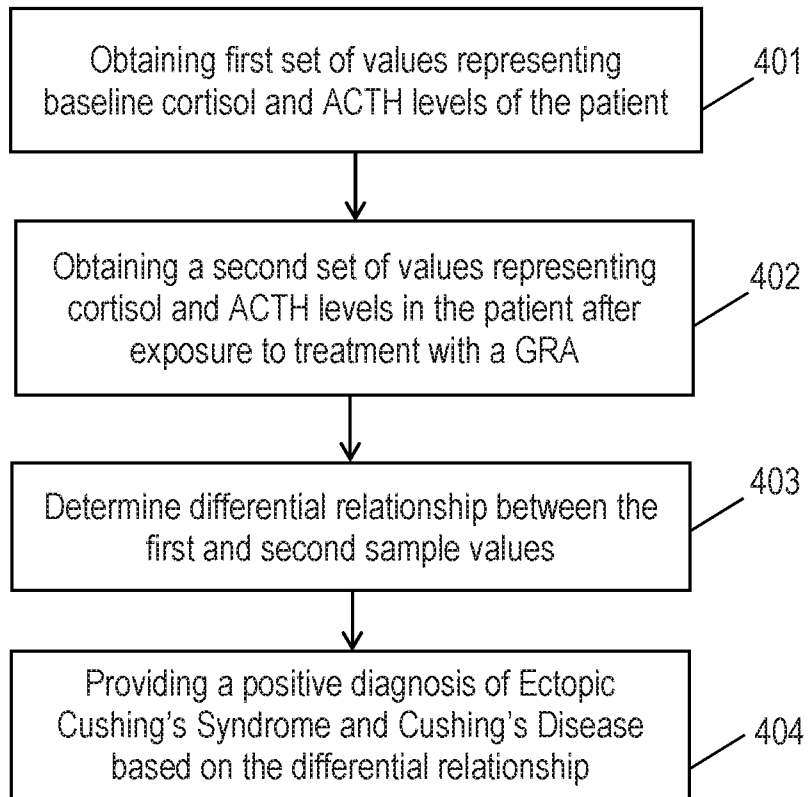 Obtaining first set of values representing
baseline cortisol and ACTH levels of the patient
401
Obtaining a second set of values representing
cortisol and ACTH levels in the patient after
exposure to treatment with a GRA
402
Determine differential relationship between the
first and second sample values
403
Providing a positive diagnosis of Ectopic
Cushing's Syndrome and Cushing's Disease
based on the differential relationship
404